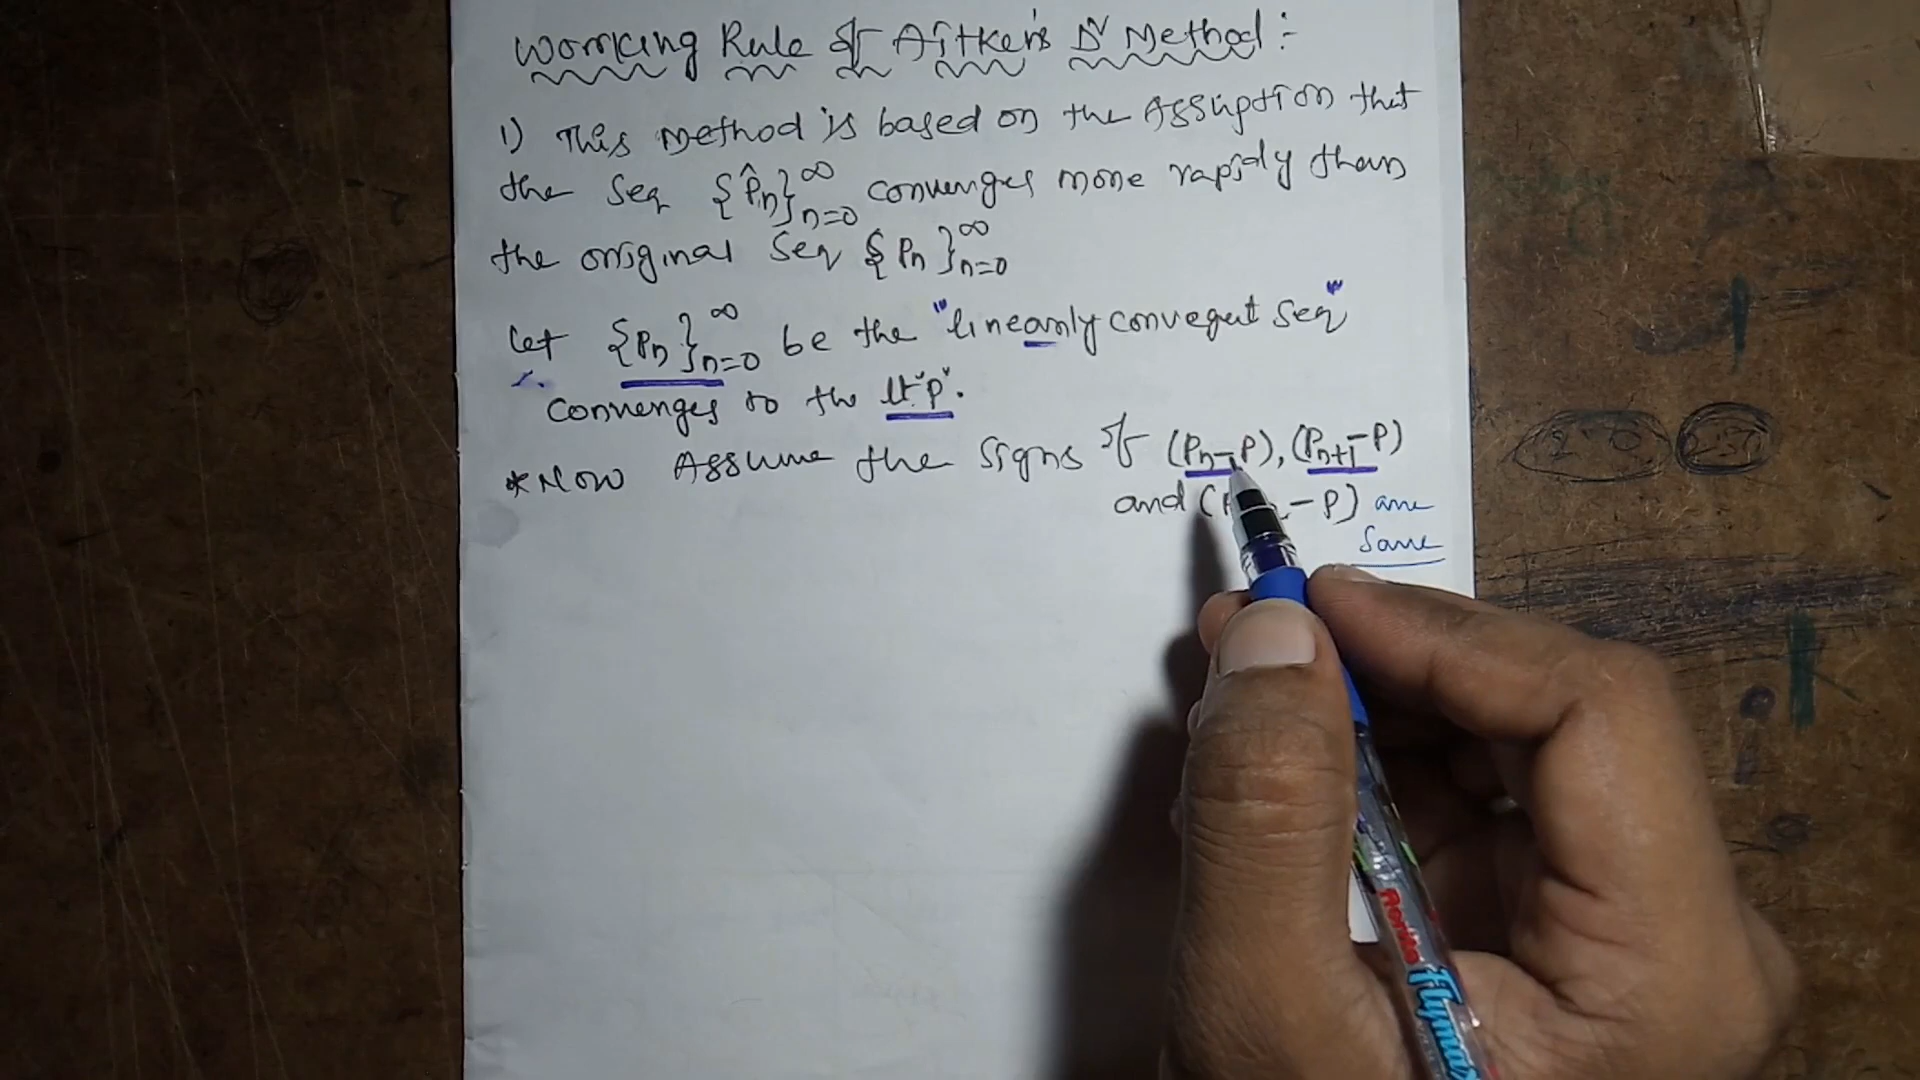 Working Rule of Aitken's Δ² Method :-
1) This Method is based on the Assuption that
the Seq {P̂n}∞n=0 converges more rapidly than
the original Seq {Pn}∞n=0
Let {Pn}∞n=0 be the "linearly convegent Seq"
converges to the lt "p".
*Now Assume the signs of (Pn-P), (Pn+1-P)
and ( - P) are
Same
Flymax